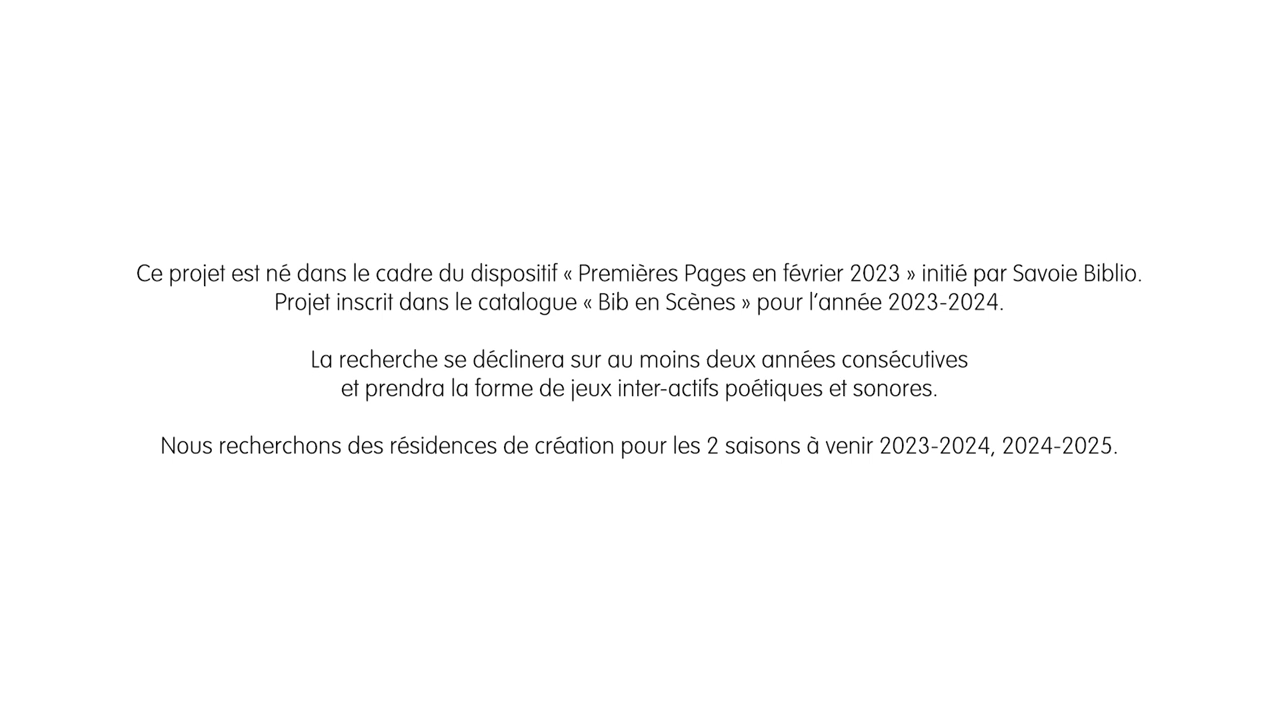 Ce projet est né dans le cadre du dispositif « Premières Pages en février 2023 » initié par Savoie Biblio.
Projet inscrit dans le catalogue « Bib en Scènes » pour l’année 2023-2024.
La recherche se déclinera sur au moins deux années consécutives
et prendra la forme de jeux inter-actifs poétiques et sonores.
Nous recherchons des résidences de création pour les 2 saisons à venir 2023-2024, 2024-2025.